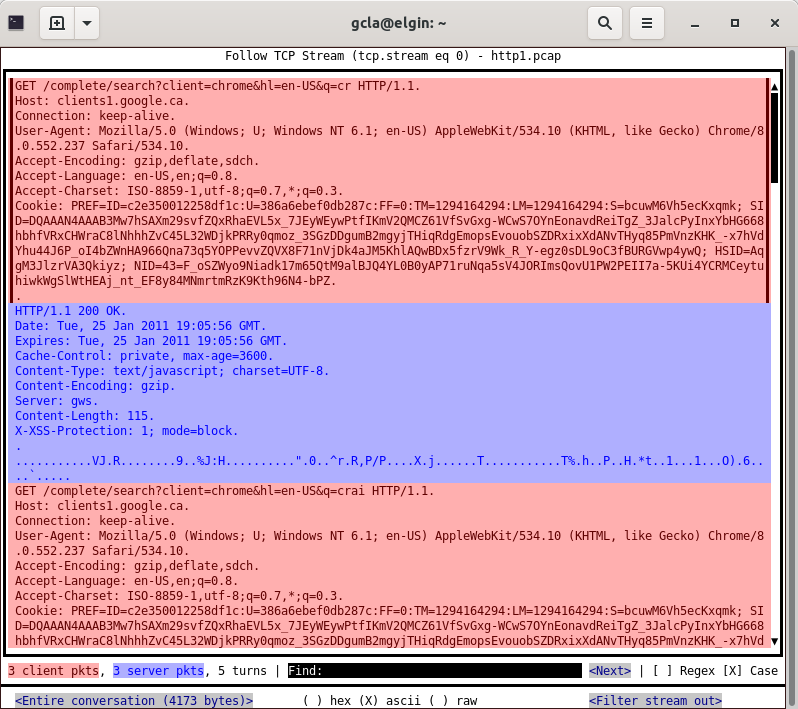 gcla@elgin: ~
Follow TCP Stream (tcp.stream eq 0) - http1.pcap
GET /complete/search?client=chrome&hl=en-US&q=cr HTTP/1.1.
Host: clients1.google.ca.
Connection: keep-alive.
User-Agent: Mozilla/5.0 (Windows; U; Windows NT 6.1; en-US) AppleWebKit/534.10 (KHTML, like Gecko) Chrome/8
.0.552.237 Safari/534.10.
Accept-Encoding: gzip,deflate,sdch.
Accept-Language: en-US,en;q=0.8.
Accept-Charset: ISO-8859-1,utf-8;q=0.7,*;q=0.3.
Cookie: PREF=ID=c2e350012258df1c:U=386a6ebef0db287c:FF=0:TM=1294164294:LM=1294164294:S=bcuwM6Vh5ecKxqmk; SI
D=DQAAAN4AAAB3Mw7hSAXm29svfZQxRhaEVL5x_7JEyWEywPtfIKmV2QMCZ61VfSvGxg-WCwS7OYnEonavdReiTgZ_3JalcPyInxYbHG668
hbhfVRxCHWraC8lNhhhZvC45L32WDjkPRRy0qmoz_3SGzDDgumB2mgyjTHiqRdgEmopsEvouobSZDRxixXdANvTHyq85PmVnzKHK_-x7hVd
Yhu44J6P_oI4bZWnHA966Qna73q5YOPPevvZQVX8F71nVjDk4aJM5KhlAQwBDx5fzrV9Wk_R_Y-egz0sDL9oC3fBURGVwp4ywQ; HSID=Aq
gM3JlzrVA3Qkiyz; NID=43=F_oSZWyo9Niadk17m65QtM9alBJQ4YL0B0yAP71ruNqa5sV4JORImsQovU1PW2PEII7a-5KUi4YCRMCeytu
hiwkWgSlWtHEAj_nt_EF8y84MNmrtmRzK9Kth96N4-bPZ.
.
HTTP/1.1 200 OK.
Date: Tue, 25 Jan 2011 19:05:56 GMT.
Expires: Tue, 25 Jan 2011 19:05:56 GMT.
Cache-Control: private, max-age=3600.
Content-Type: text/javascript; charset=UTF-8.
Content-Encoding: gzip.
Server: gws.
Content-Length: 115.
X-XSS-Protection: 1; mode=block.
.
...........VJ.R........9..%J:H..........".0..^r.R,P/P....X.j......T...........T%.h..P..H.*t..1...1...O).6..
..`.....
GET /complete/search?client=chrome&hl=en-US&q=crai HTTP/1.1.
Host: clients1.google.ca.
Connection: keep-alive.
User-Agent: Mozilla/5.0 (Windows; U; Windows NT 6.1; en-US) AppleWebKit/534.10 (KHTML, like Gecko) Chrome/8
.0.552.237 Safari/534.10.
Accept-Encoding: gzip,deflate,sdch.
Accept-Language: en-US,en;q=0.8.
Accept-Charset: ISO-8859-1,utf-8;q=0.7,*;q=0.3.
Cookie: PREF=ID=c2e350012258df1c:U=386a6ebef0db287c:FF=0:TM=1294164294:LM=1294164294:S=bcuwM6Vh5ecKxqmk; SI
D=DQAAAN4AAAB3Mw7hSAXm29svfZQxRhaEVL5x_7JEyWEywPtfIKmV2QMCZ61VfSvGxg-WCwS7OYnEonavdReiTgZ_3JalcPyInxYbHG668
hbhfVRxCHWraC8lNhhhZvC45L32WDjkPRRy0qmoz_3SGzDDgumB2mgyjTHiqRdgEmopsEvouobSZDRxixXdANvTHyq85PmVnzKHK_-x7hVd
3 client pkts, 3 server pkts, 5 turns | Find: <Next> | [ ] Regex [X] Case
<Entire conversation (4173 bytes)> ( ) hex (X) ascii ( ) raw <Filter stream out>